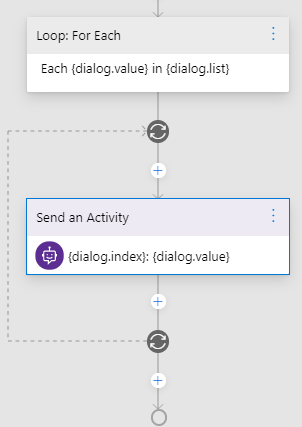 Loop: For Each
Each {dialog.value} in {dialog.list}
Send an Activity
{dialog.index}: {dialog.value}